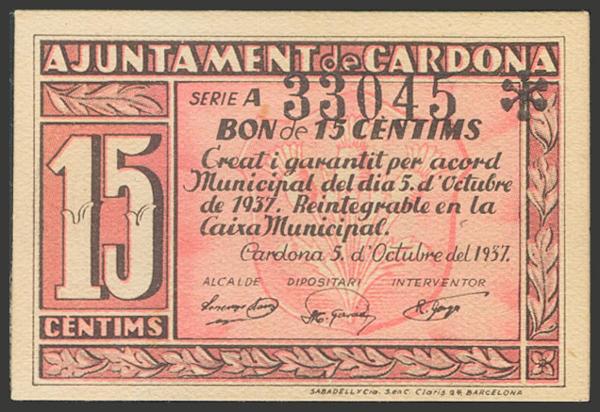 AJUNTAMENT de CARDONA
SERIE A 33045
BON de 15 CÈNTIMS
Creat i garantit per acord
Municipal del dia 5. d'Octubre
de 1937. Reintegrable en la
Caixa Municipal.
Cardona 5. d'Octubre del 1937.
ALCALDE DIPOSITARI INTERVENTOR
15
CÈNTIMS
SABADELL y Cia. S. en C. Claris 24, BARCELONA